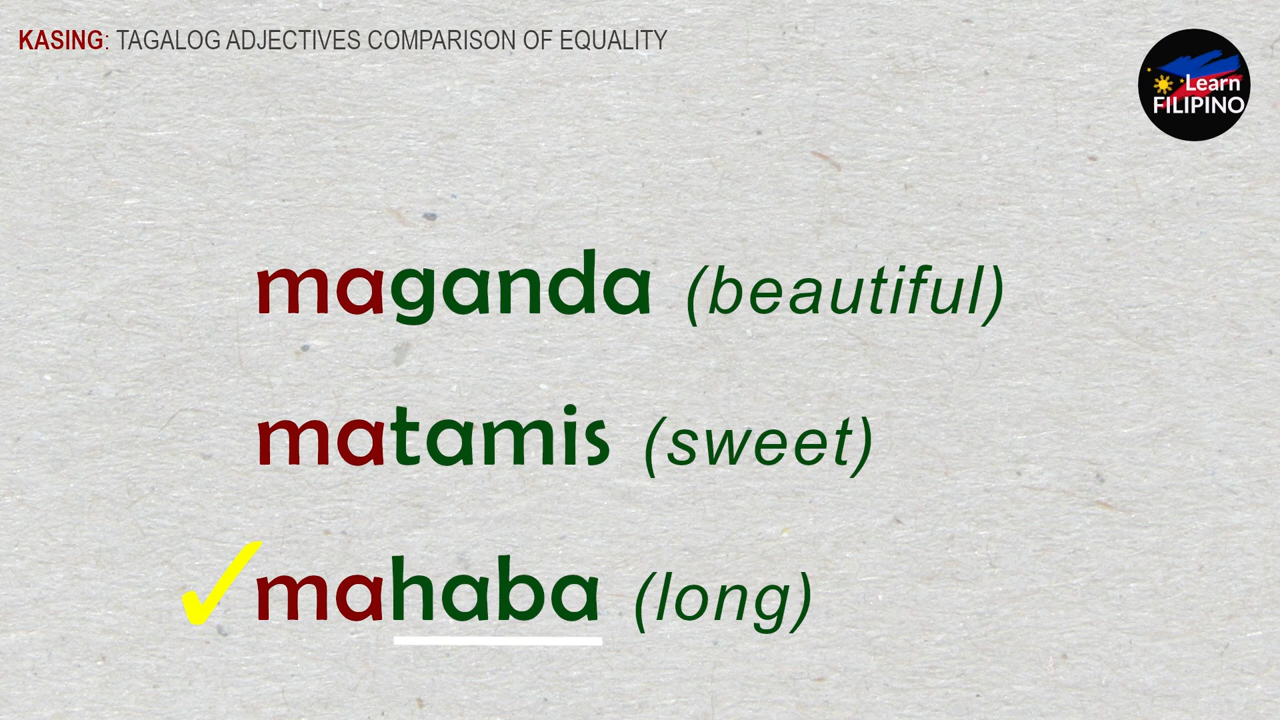 KASING: TAGALOG ADJECTIVES COMPARISON OF EQUALITY
Learn
FILIPINO
maganda (beautiful)
matamis (sweet)
mahaba (long)